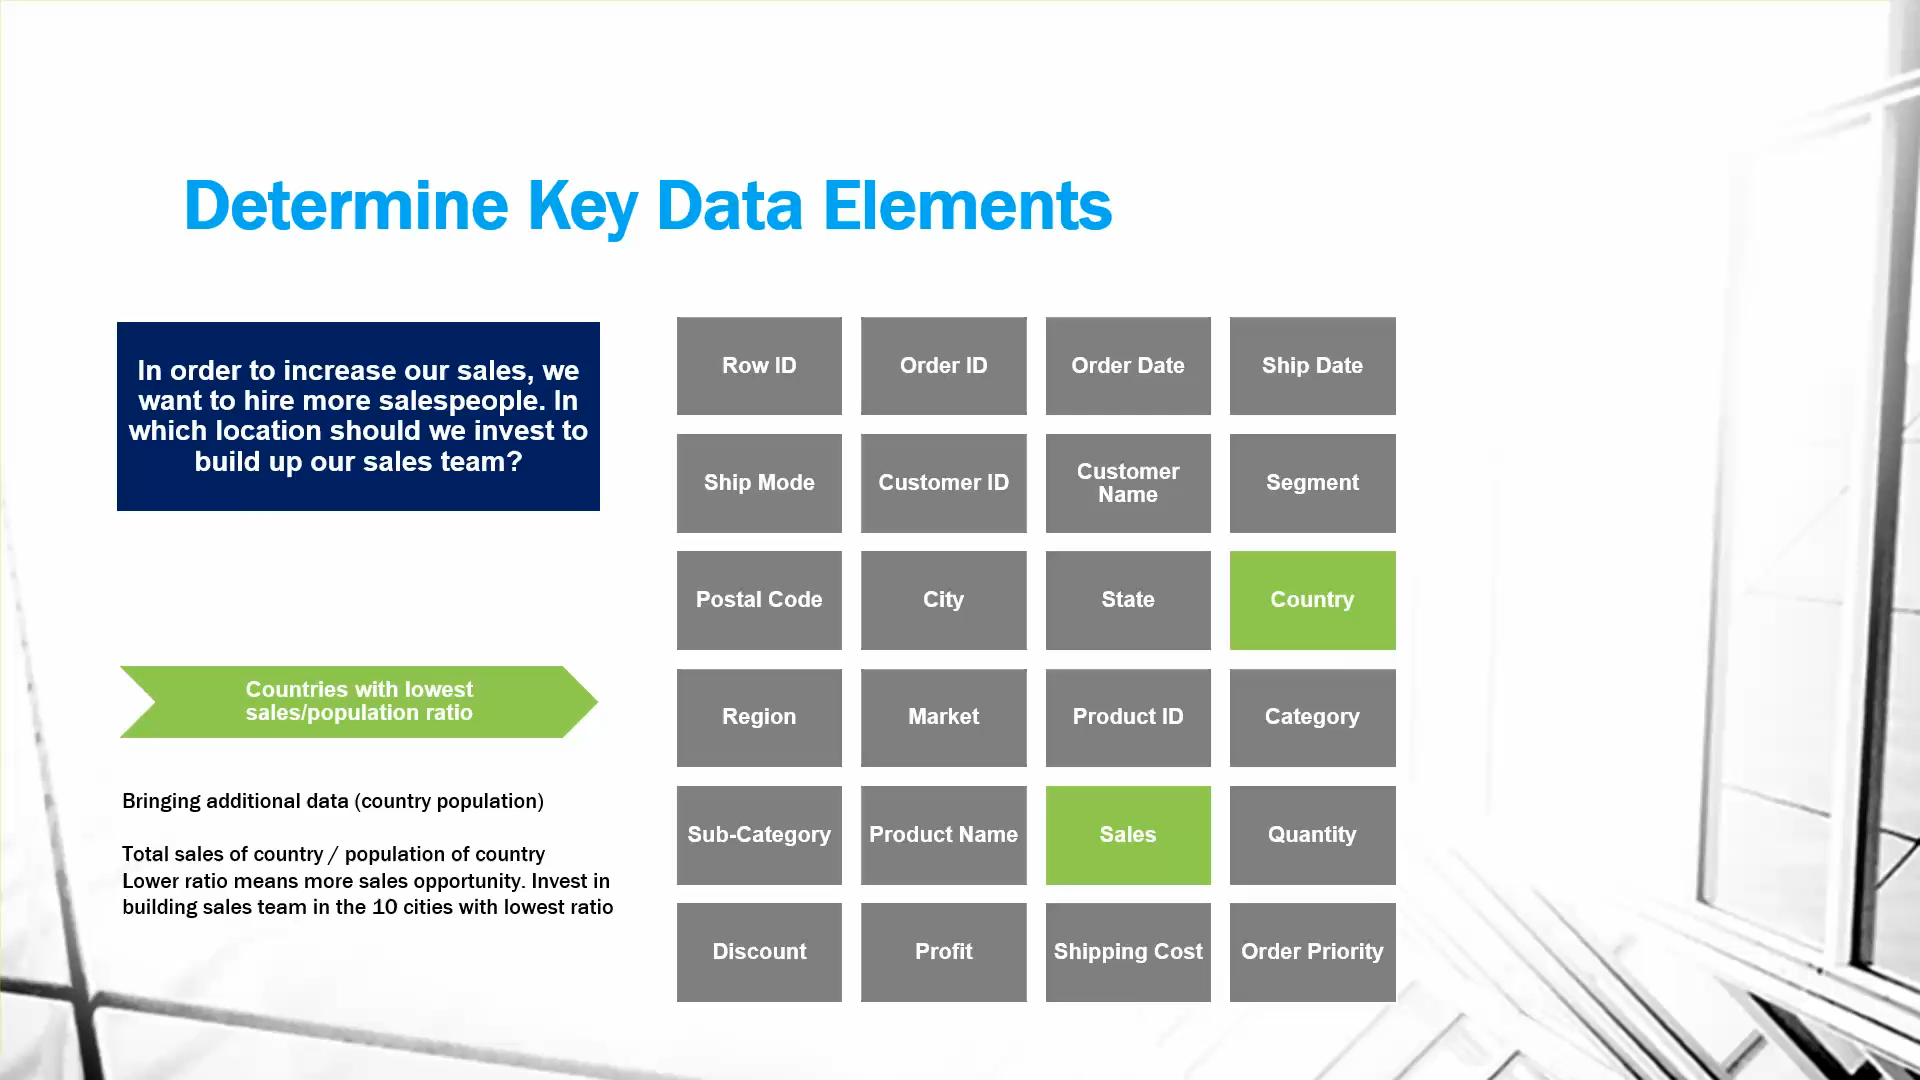 Determine Key Data Elements
In order to increase our sales, we
want to hire more salespeople. In
which location should we invest to
build up our sales team?
Countries with lowest
sales/population ratio
Bringing additional data (country population)
Total sales of country / population of country
Lower ratio means more sales opportunity. Invest in
building sales team in the 10 cities with lowest ratio
Row ID
Order ID
Order Date
Ship Date
Ship Mode
Customer ID
Customer
Name
Segment
Postal Code
City
State
Country
Region
Market
Product ID
Category
Sub-Category
Product Name
Sales
Quantity
Discount
Profit
Shipping Cost
Order Priority